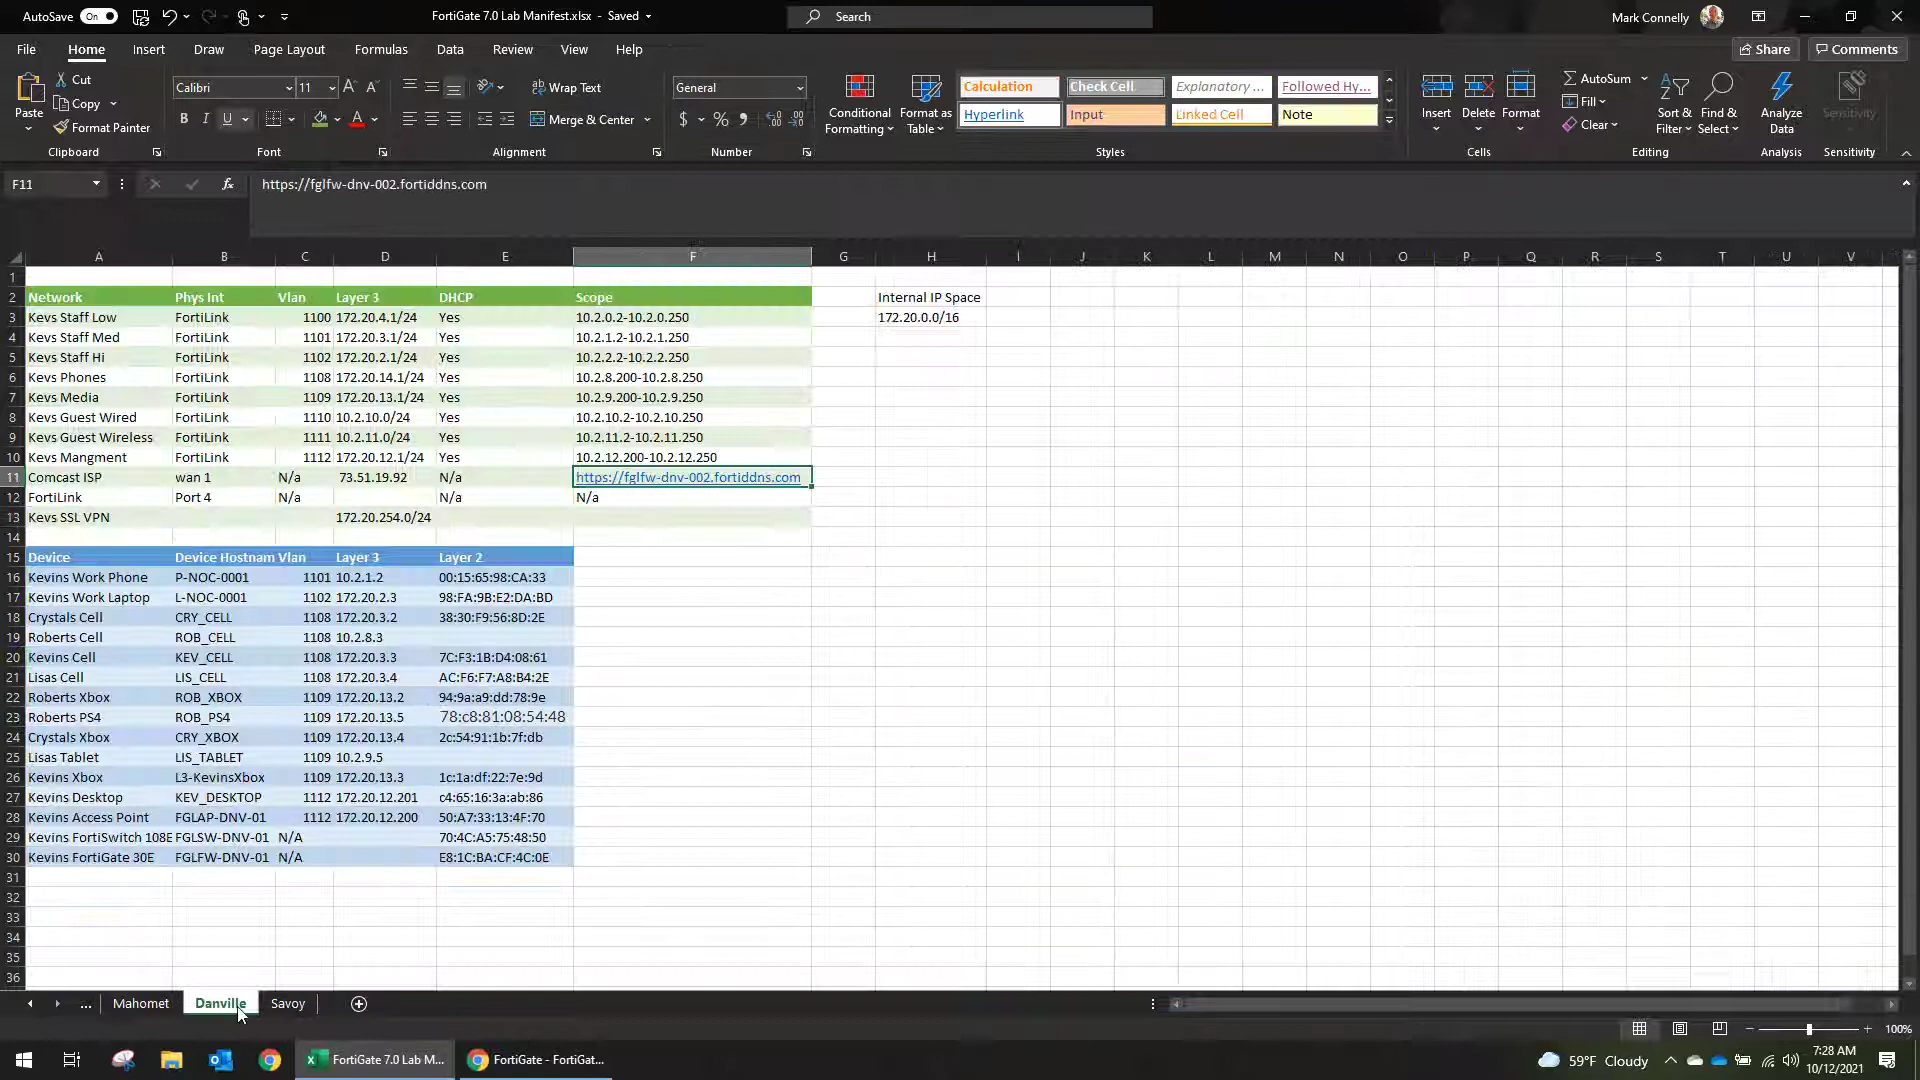 AutoSave On FortiGate 7.0 Lab Manifest.xlsx - Saved Search Mark Connelly
File Home Insert Draw Page Layout Formulas Data Review View Help Share Comments
Paste Cut Copy Format Painter Clipboard
Calibri 11 B I U Font
Wrap Text Merge & Center Alignment
General $ % Number
Conditional Formatting Format as Table
Calculation Check Cell Explanatory ... Followed Hy...
Hyperlink Input Linked Cell Note
Styles
Insert Delete Format Cells
AutoSum Fill Clear Sort & Filter Find & Select Editing
Analyze Data Analysis
Sensitivity Sensitivity
F11 fx https://fglfw-dnv-002.fortiddns.com
A B C D E F G H I J K L M N O P Q R S T U V
1
2 Network Phys Int Vlan Layer 3 DHCP Scope Internal IP Space
3 Kevs Staff Low FortiLink 1100 172.20.4.1/24 Yes 10.2.0.2-10.2.0.250 172.20.0.0/16
4 Kevs Staff Med FortiLink 1101 172.20.3.1/24 Yes 10.2.1.2-10.2.1.250
5 Kevs Staff Hi FortiLink 1102 172.20.2.1/24 Yes 10.2.2.2-10.2.2.250
6 Kevs Phones FortiLink 1108 172.20.14.1/24 Yes 10.2.8.200-10.2.8.250
7 Kevs Media FortiLink 1109 172.20.13.1/24 Yes 10.2.9.200-10.2.9.250
8 Kevs Guest Wired FortiLink 1110 10.2.10.0/24 Yes 10.2.10.2-10.2.10.250
9 Kevs Guest Wireless FortiLink 1111 10.2.11.0/24 Yes 10.2.11.2-10.2.11.250
10 Kevs Mangment FortiLink 1112 172.20.12.1/24 Yes 10.2.12.200-10.2.12.250
11 Comcast ISP wan 1 N/a 73.51.19.92 N/a https://fglfw-dnv-002.fortiddns.com
12 FortiLink Port 4 N/a N/a N/a
13 Kevs SSL VPN 172.20.254.0/24
14
15 Device Device Hostnam Vlan Layer 3 Layer 2
16 Kevins Work Phone P-NOC-0001 1101 10.2.1.2 00:15:65:98:CA:33
17 Kevins Work Laptop L-NOC-0001 1102 172.20.2.3 98:FA:9B:E2:DA:BD
18 Crystals Cell CRY_CELL 1108 172.20.3.2 38:30:F9:56:8D:2E
19 Roberts Cell ROB_CELL 1108 10.2.8.3
20 Kevins Cell KEV_CELL 1108 172.20.3.3 7C:F3:1B:D4:08:61
21 Lisas Cell LIS_CELL 1108 172.20.3.4 AC:F6:F7:A8:B4:2E
22 Roberts Xbox ROB_XBOX 1109 172.20.13.2 94:9a:a9:dd:78:9e
23 Roberts PS4 ROB_PS4 1109 172.20.13.5 78:c8:81:08:54:48
24 Crystals Xbox CRY_XBOX 1109 172.20.13.4 2c:54:91:1b:7f:db
25 Lisas Tablet LIS_TABLET 1109 10.2.9.5
26 Kevins Xbox L3-KevinsXbox 1109 172.20.13.3 1c:1a:df:22:7e:9d
27 Kevins Desktop KEV_DESKTOP 1112 172.20.12.201 c4:65:16:3a:ab:86
28 Kevins Access Point FGLAP-DNV-01 1112 172.20.12.200 50:A7:33:13:4F:70
29 Kevins FortiSwitch 108E FGLSW-DNV-01 N/A 70:4C:A5:75:48:50
30 Kevins FortiGate 30E FGLFW-DNV-01 N/A E8:1C:BA:CF:4C:0E
31
32
33
34
35
36
... Mahomet Danville Savoy
100%
FortiGate 7.0 Lab M... FortiGate - FortiGat... 59°F Cloudy 7:28 AM
10/12/2021